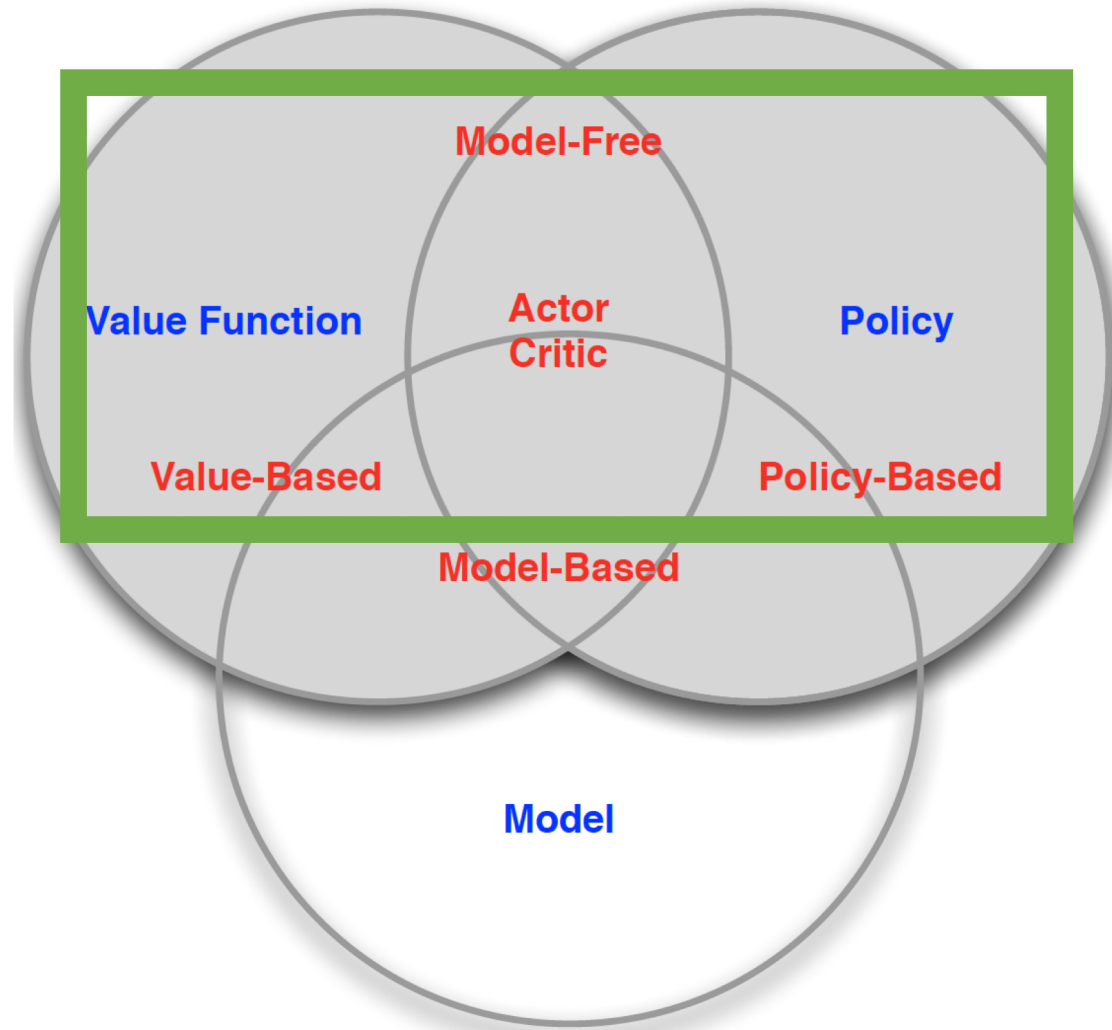 Model-Free
Value Function
Actor
Critic
Policy
Value-Based
Policy-Based
Model-Based
Model